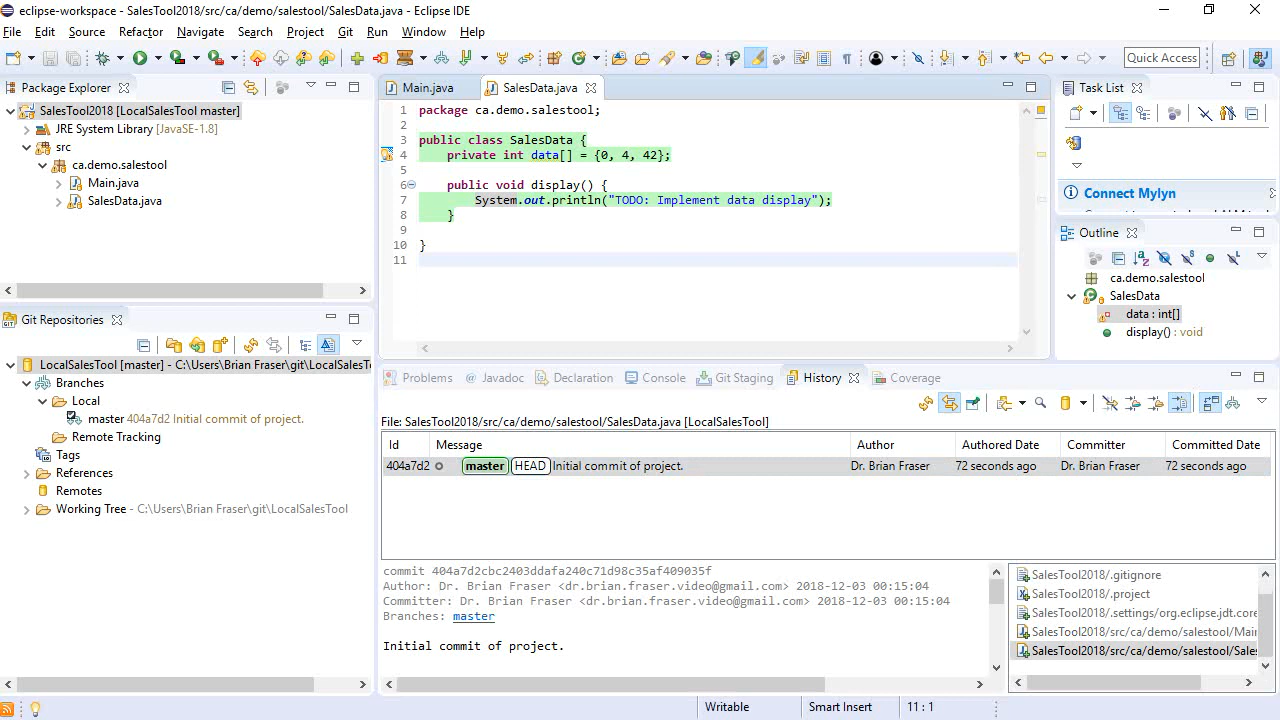 eclipse-workspace - SalesTool2018/src/ca/demo/salestool/SalesData.java - Eclipse IDE
File Edit Source Refactor Navigate Search Project Git Run Window Help
Quick Access
Package Explorer
SalesTool2018 [LocalSalesTool master]
JRE System Library [JavaSE-1.8]
src
ca.demo.salestool
Main.java
SalesData.java
Git Repositories
LocalSalesTool [master] - C:\Users\Brian Fraser\git\LocalSalesT
Branches
Local
master 404a7d2 Initial commit of project.
Remote Tracking
Tags
References
Remotes
Working Tree - C:\Users\Brian Fraser\git\LocalSalesTool
Main.java SalesData.java
1 package ca.demo.salestool;
2
3 public class SalesData {
4 private int data[] = {0, 4, 42};
5
6 public void display() {
7 System.out.println("TODO: Implement data display");
8 }
9
10 }
11
Task List
Connect Mylyn
Outline
ca.demo.salestool
SalesData
data : int[]
display() : void
Problems @ Javadoc Declaration Console Git Staging History Coverage
File: SalesTool2018/src/ca/demo/salestool/SalesData.java [LocalSalesTool]
Id Message Author Authored Date Committer Committed Date
404a7d2 master HEAD Initial commit of project. Dr. Brian Fraser 72 seconds ago Dr. Brian Fraser 72 seconds ago
commit 404a7d2cbc2403ddafa240c71d98c35af409035f
Author: Dr. Brian Fraser <dr.brian.fraser.video@gmail.com> 2018-12-03 00:15:04
Committer: Dr. Brian Fraser <dr.brian.fraser.video@gmail.com> 2018-12-03 00:15:04
Branches: master
Initial commit of project.
SalesTool2018/.gitignore
SalesTool2018/.project
SalesTool2018/.settings/org.eclipse.jdt.core
SalesTool2018/src/ca/demo/salestool/Mai
SalesTool2018/src/ca/demo/salestool/Sale
Writable Smart Insert 11 : 1